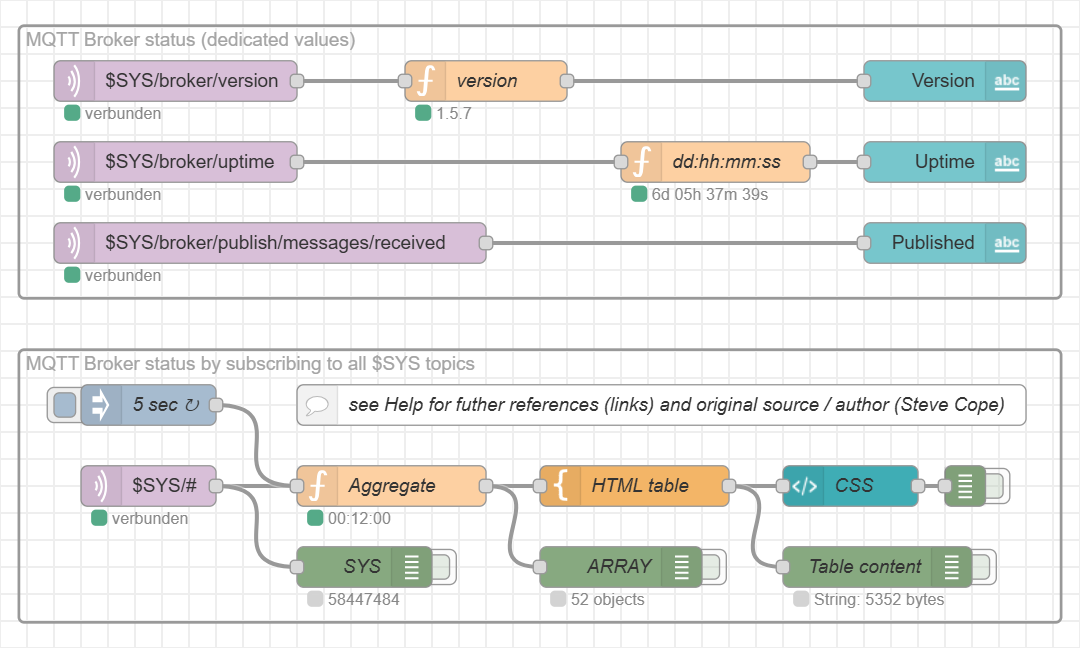 MQTT Broker status (dedicated values)
$SYS/broker/version
version
Version
abc
verbunden
1.5.7
$SYS/broker/uptime
dd:hh:mm:ss
Uptime
abc
verbunden
6d 05h 37m 39s
$SYS/broker/publish/messages/received
Published
abc
verbunden
MQTT Broker status by subscribing to all $SYS topics
5 sec ↻
see Help for futher references (links) and original source / author (Steve Cope)
$SYS/#
Aggregate
HTML table
CSS
verbunden
00:12:00
SYS
ARRAY
Table content
58447484
52 objects
String: 5352 bytes